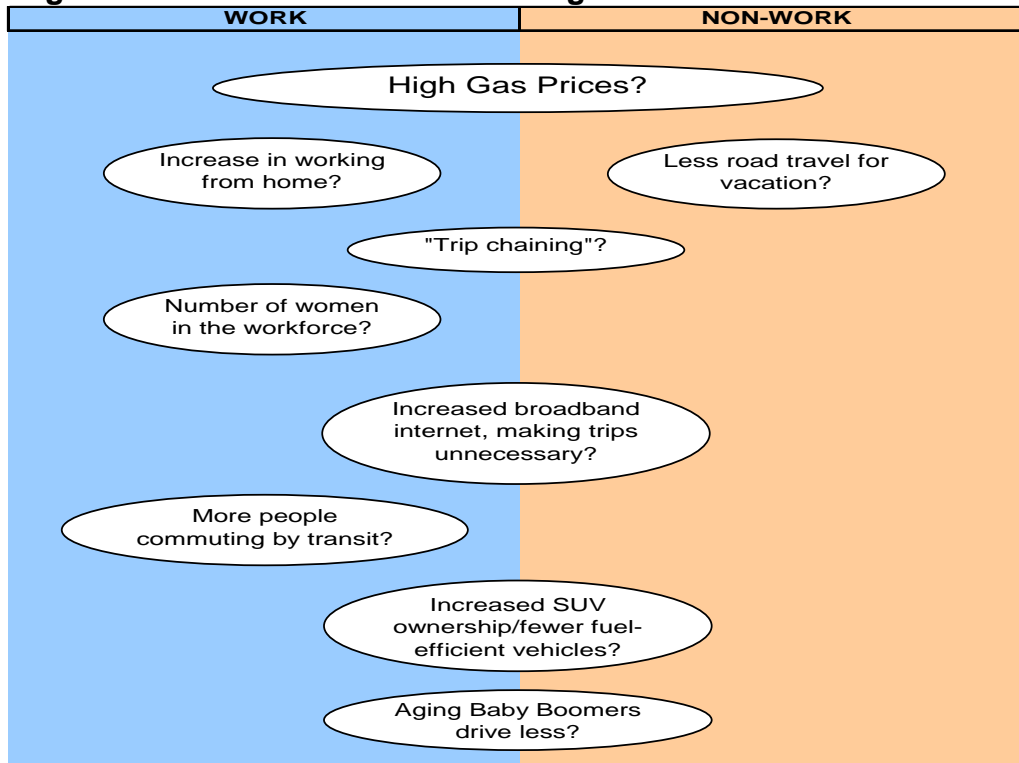 WORK
NON-WORK
High Gas Prices?
Increase in working
from home?
Less road travel for
vacation?
"Trip chaining"?
Number of women
in the workforce?
Increased broadband
internet, making trips
unnecessary?
More people
commuting by transit?
Increased SUV
ownership/fewer fuel-
efficient vehicles?
Aging Baby Boomers
drive less?